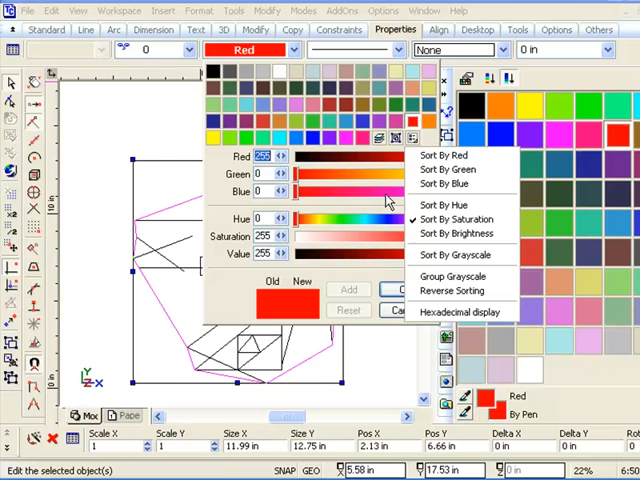 File Edit View Workspace Insert Format Tools Draw Modify Modes AddOns Options Window Help
Standard Line Arc Dimension Text 3D Modify Copy Constraints Properties Align Desktop Tools Options Others
0 Red None 0 in
Red 255
Green 0
Blue 0
Hue 0
Saturation 255
Value 255
Old New
Add
Reset
Sort By Red
Sort By Green
Sort By Blue
Sort By Hue
Sort By Saturation
Sort By Brightness
Sort By Grayscale
Group Grayscale
Reverse Sorting
Hexadecimal display
Red
By Pen
Y
X
0 in
Moc Pape
Scale X Scale Y Size X Size Y Pos X Pos Y Delta X Delta Y
1 1 11.99 in 12.75 in 2.13 in 6.66 in 0 in 0 in
Edit the selected object(s) SNAP GEO X 5.58 in Y 17.53 in Z 0 in 22% 6:50